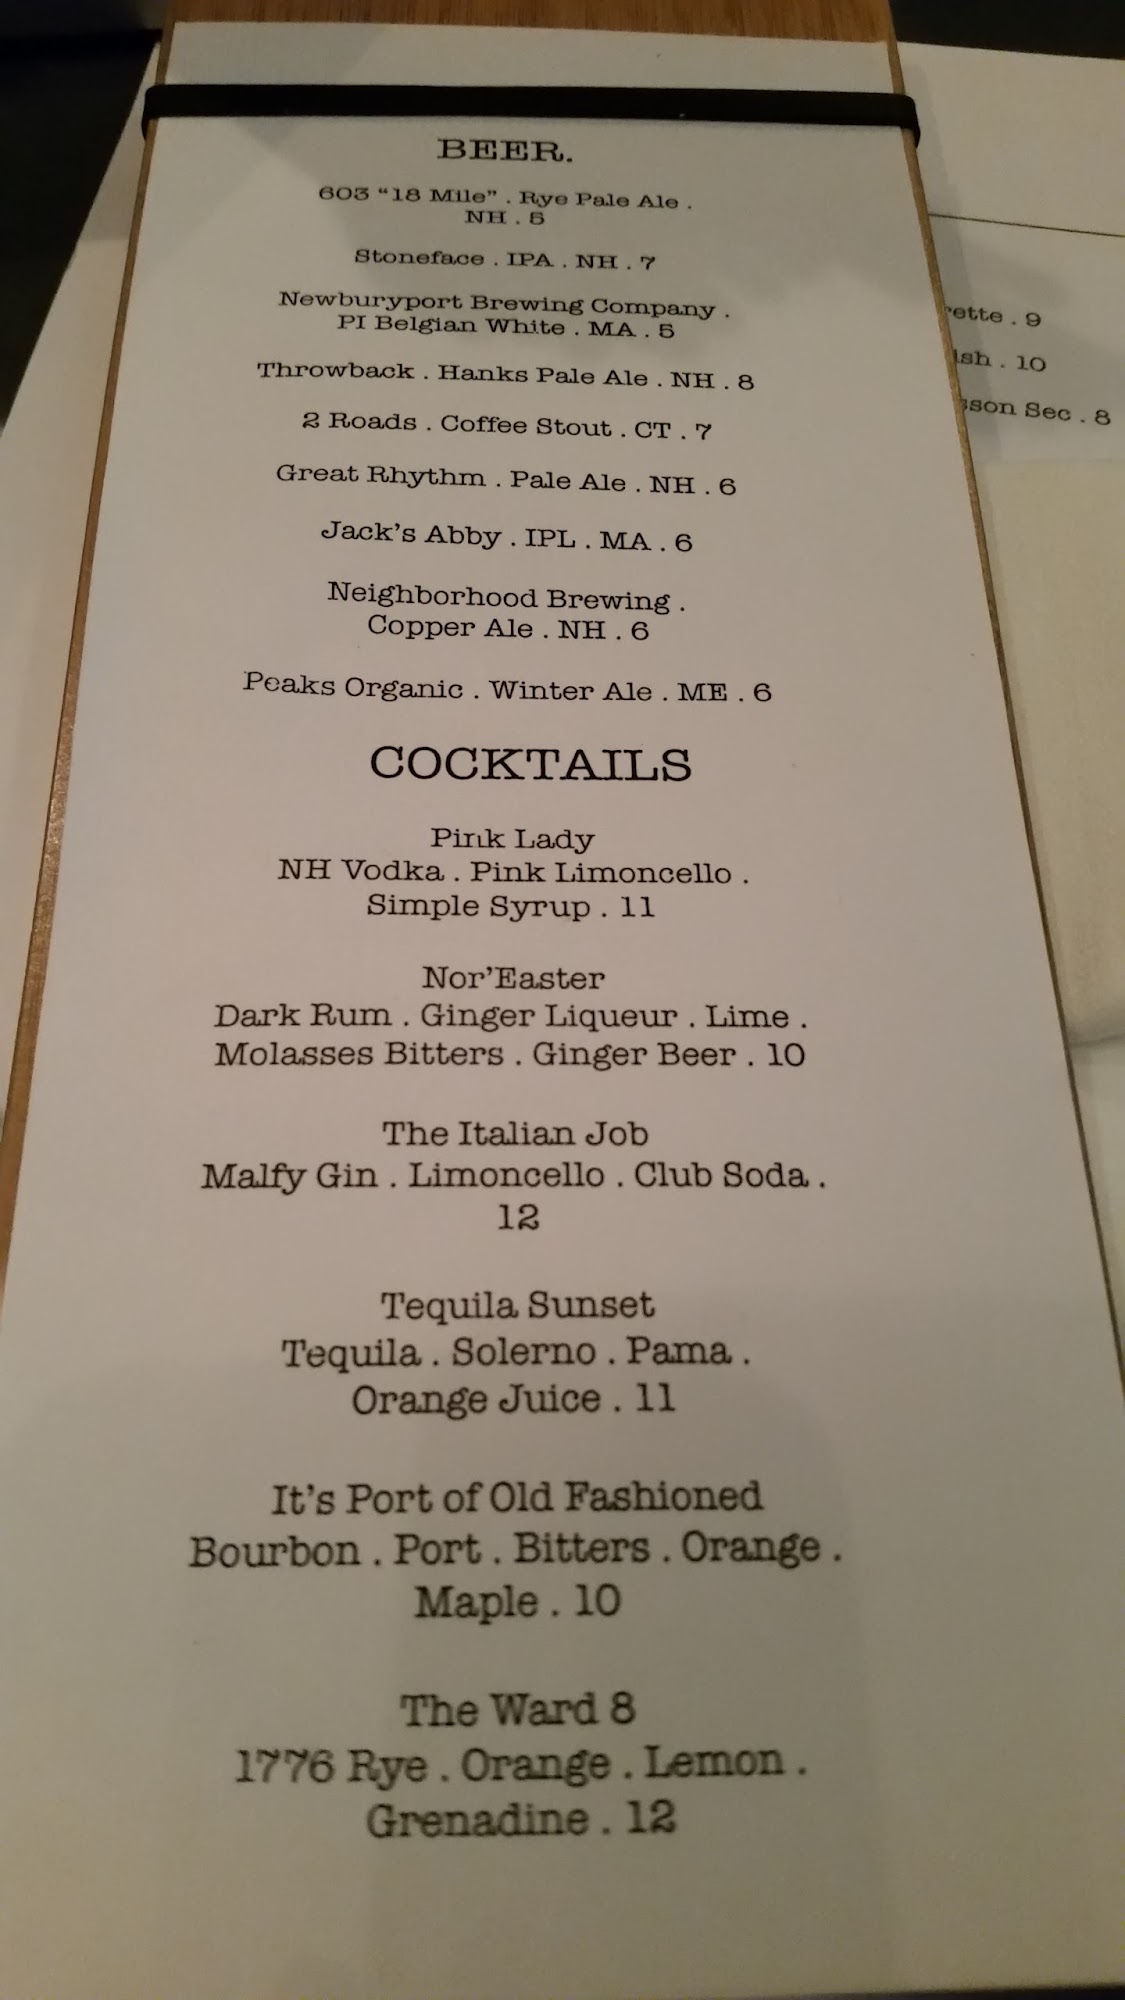 BEER.
603 “18 Mile” . Rye Pale Ale .
NH . 5
Stoneface . IPA . NH . 7
Newburyport Brewing Company .
PI Belgian White . MA . 5
Throwback . Hanks Pale Ale . NH . 8
2 Roads . Coffee Stout . CT . 7
Great Rhythm . Pale Ale . NH . 6
Jack’s Abby . IPL . MA . 6
Neighborhood Brewing .
Copper Ale . NH . 6
Peaks Organic . Winter Ale . ME . 6
COCKTAILS
Pink Lady
NH Vodka . Pink Limoncello .
Simple Syrup . 11
Nor’Easter
Dark Rum . Ginger Liqueur . Lime .
Molasses Bitters . Ginger Beer . 10
The Italian Job
Malfy Gin . Limoncello . Club Soda .
12
Tequila Sunset
Tequila . Solerno . Pama .
Orange Juice . 11
It’s Port of Old Fashioned
Bourbon . Port . Bitters . Orange .
Maple . 10
The Ward 8
1776 Rye . Orange . Lemon .
Grenadine . 12
. 9
. 10
Sec . 8